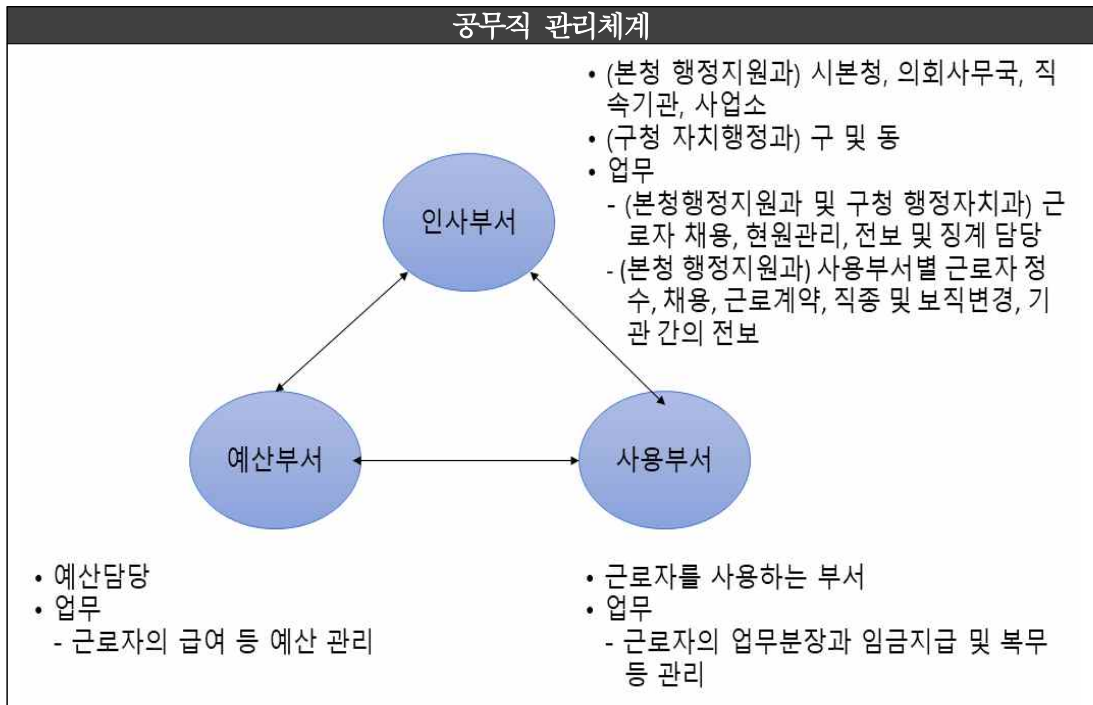 공무직 관리체계
• (본청 행정지원과) 시본청, 의회사무국, 직
속기관, 사업소
• (구청 자치행정과) 구 및 동
• 업무
- (본청행정지원과 및 구청 행정자치과) 근
로자 채용, 현원관리, 전보 및 징계 담당
- (본청 행정지원과) 사용부서별 근로자 정
수, 채용, 근로계약, 직종 및 보직변경, 기
관 간의 전보
인사부서
예산부서
사용부서
• 예산담당
• 업무
- 근로자의 급여 등 예산 관리
• 근로자를 사용하는 부서
• 업무
- 근로자의 업무분장과 임금지급 및 복무
등 관리